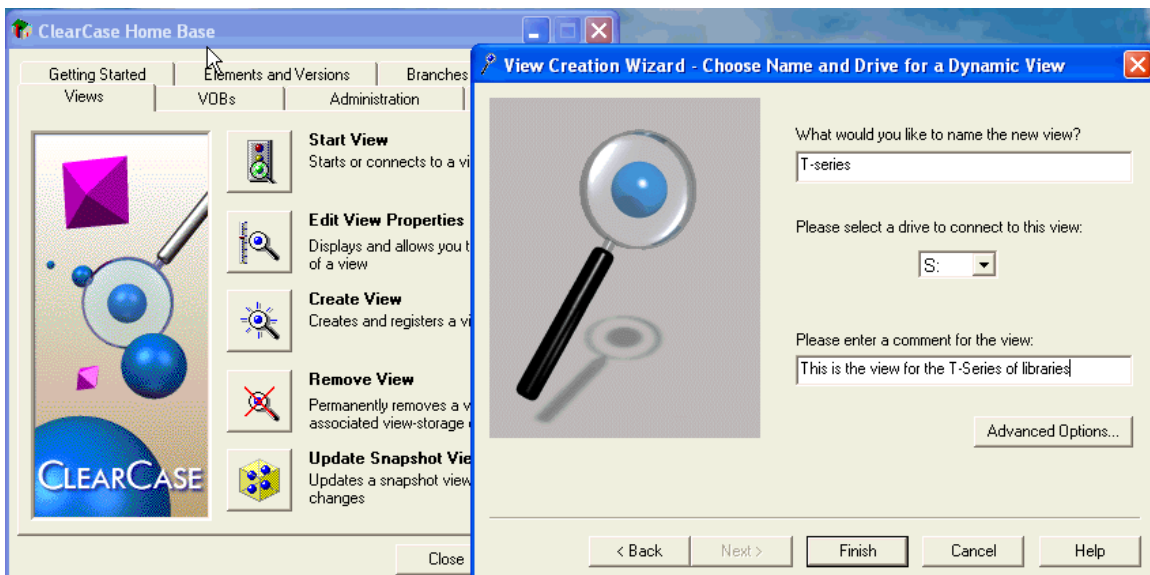 ClearCase Home Base
Getting Started
Elements and Versions
Branches
Views
VOBs
Administration
Start View
Starts or connects to a vi
Edit View Properties
Displays and allows you t
of a view
Create View
Creates and registers a vi
Remove View
Permanently removes a v
associated view-storage
Update Snapshot Vie
Updates a snapshot view
changes
CLEARCASE
Close
View Creation Wizard - Choose Name and Drive for a Dynamic View
What would you like to name the new view?
T-series
Please select a drive to connect to this view:
S:
Please enter a comment for the view:
This is the view for the T-Series of libraries
Advanced Options...
< Back
Next >
Finish
Cancel
Help